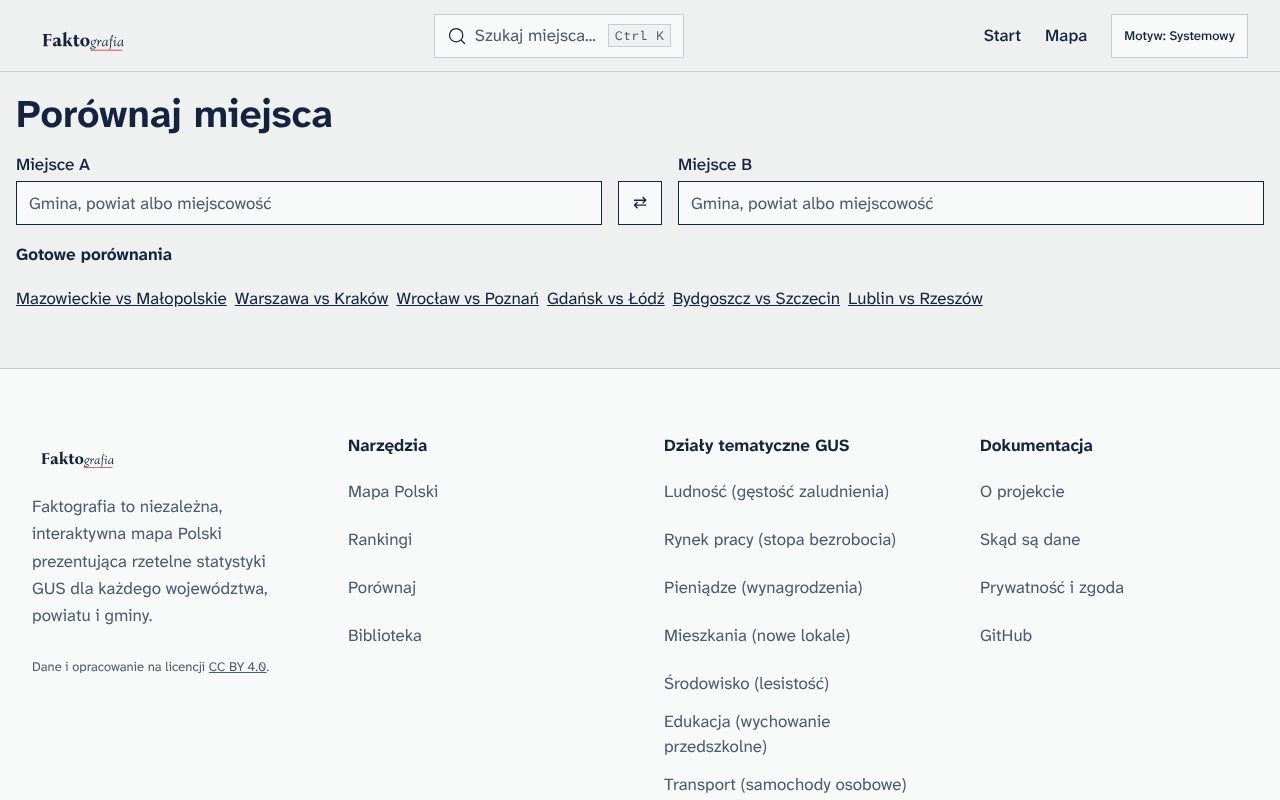 Faktografia
Szukaj miejsca... Ctrl K
Start
Mapa
Motyw: Systemowy
Porównaj miejsca
Miejsce A
Gmina, powiat albo miejscowość
⇄
Miejsce B
Gmina, powiat albo miejscowość
Gotowe porównania
Mazowieckie vs Małopolskie Warszawa vs Kraków Wrocław vs Poznań Gdańsk vs Łódź Bydgoszcz vs Szczecin Lublin vs Rzeszów
Faktografia
Faktografia to niezależna,
interaktywna mapa Polski
prezentująca rzetelne statystyki
GUS dla każdego województwa,
powiatu i gminy.
Dane i opracowanie na licencji CC BY 4.0.
Narzędzia
Mapa Polski
Rankingi
Porównaj
Biblioteka
Działy tematyczne GUS
Ludność (gęstość zaludnienia)
Rynek pracy (stopa bezrobocia)
Pieniądze (wynagrodzenia)
Mieszkania (nowe lokale)
Środowisko (lesistość)
Edukacja (wychowanie
przedszkolne)
Transport (samochody osobowe)
Dokumentacja
O projekcie
Skąd są dane
Prywatność i zgoda
GitHub